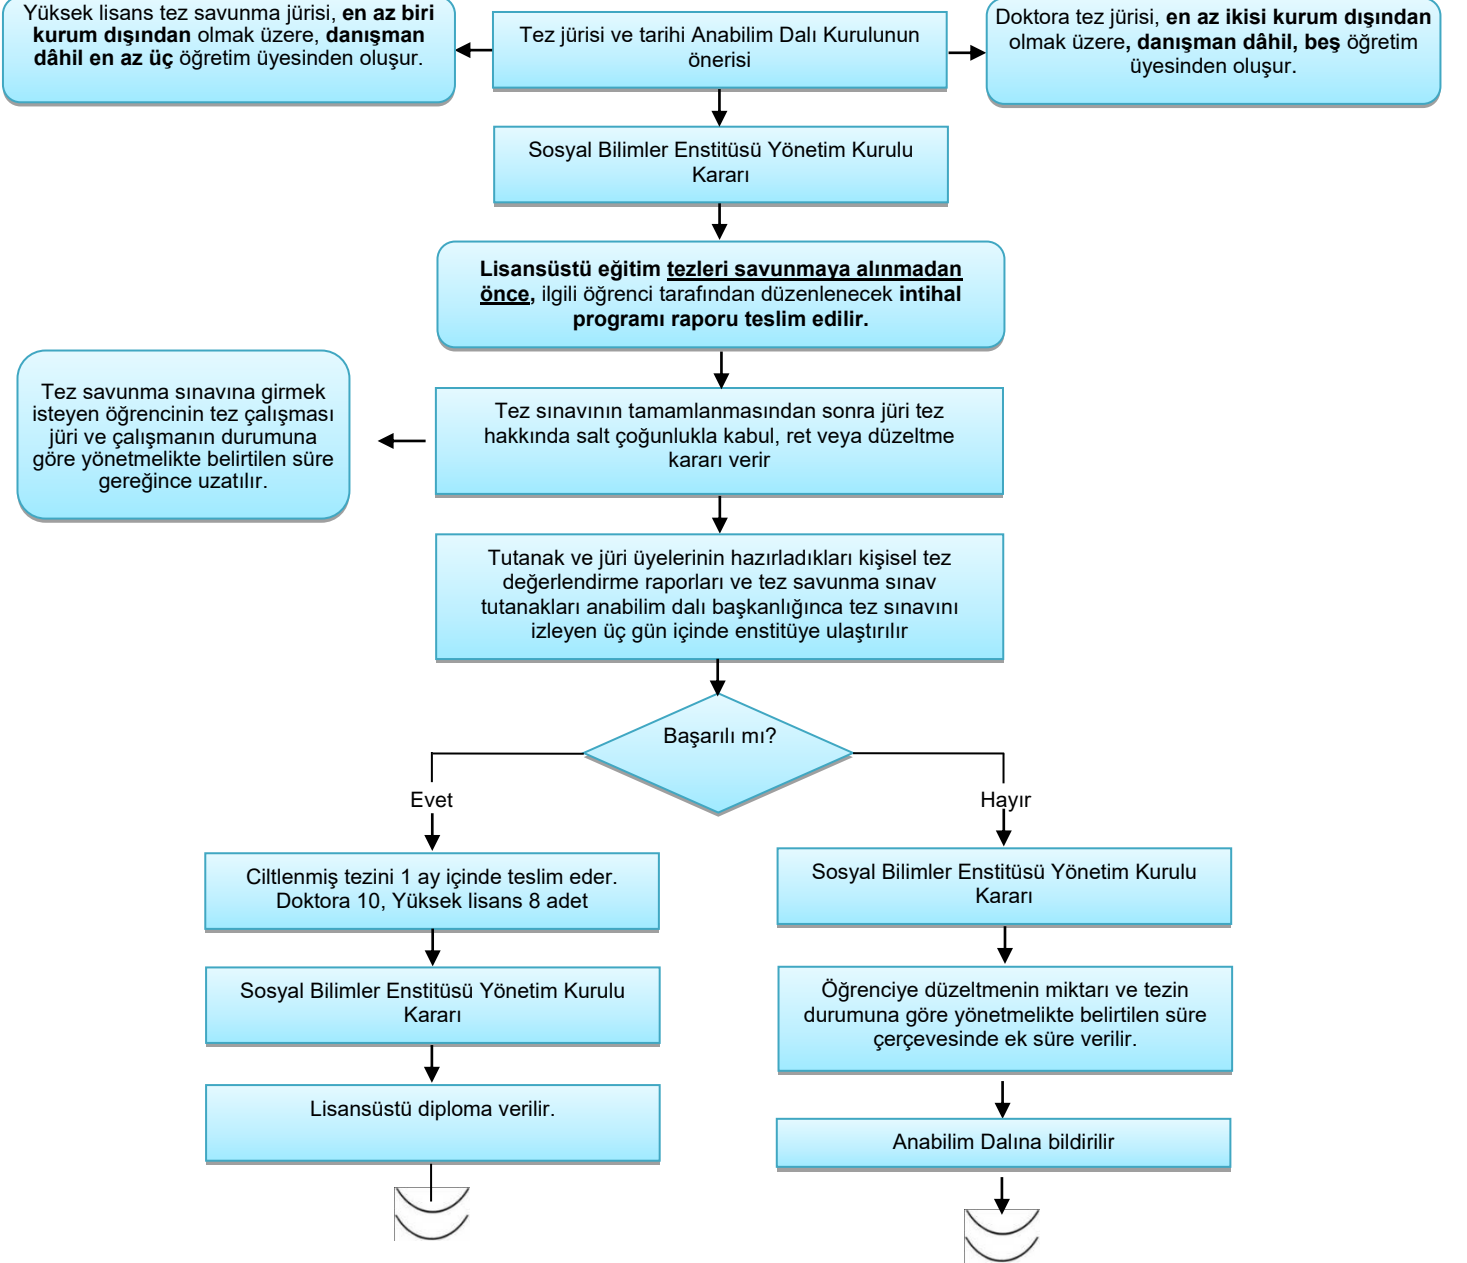 Yüksek lisans tez savunma jürisi, en az biri
kurum dışından olmak üzere, danışman
dâhil en az üç öğretim üyesinden oluşur.
Tez jürisi ve tarihi Anabilim Dalı Kurulunun
önerisi
Doktora tez jürisi, en az ikisi kurum dışından
olmak üzere, danışman dâhil, beş öğretim
üyesinden oluşur.
Sosyal Bilimler Enstitüsü Yönetim Kurulu
Kararı
Lisansüstü eğitim tezleri savunmaya alınmadan
önce, ilgili öğrenci tarafından düzenlenecek intihal
programı raporu teslim edilir.
Tez savunma sınavına girmek
isteyen öğrencinin tez çalışması
jüri ve çalışmanın durumuna
göre yönetmelikte belirtilen süre
gereğince uzatılır.
Tez sınavının tamamlanmasından sonra jüri tez
hakkında salt çoğunlukla kabul, ret veya düzeltme
kararı verir
Tutanak ve jüri üyelerinin hazırladıkları kişisel tez
değerlendirme raporları ve tez savunma sınav
tutanakları anabilim dalı başkanlığınca tez sınavını
izleyen üç gün içinde enstitüye ulaştırılır
Başarılı mı?
Evet
Hayır
Ciltlenmiş tezini 1 ay içinde teslim eder.
Doktora 10, Yüksek lisans 8 adet
Sosyal Bilimler Enstitüsü Yönetim Kurulu
Kararı
Sosyal Bilimler Enstitüsü Yönetim Kurulu
Kararı
Öğrenciye düzeltmenin miktarı ve tezin
durumuna göre yönetmelikte belirtilen süre
çerçevesinde ek süre verilir.
Lisansüstü diploma verilir.
Anabilim Dalına bildirilir